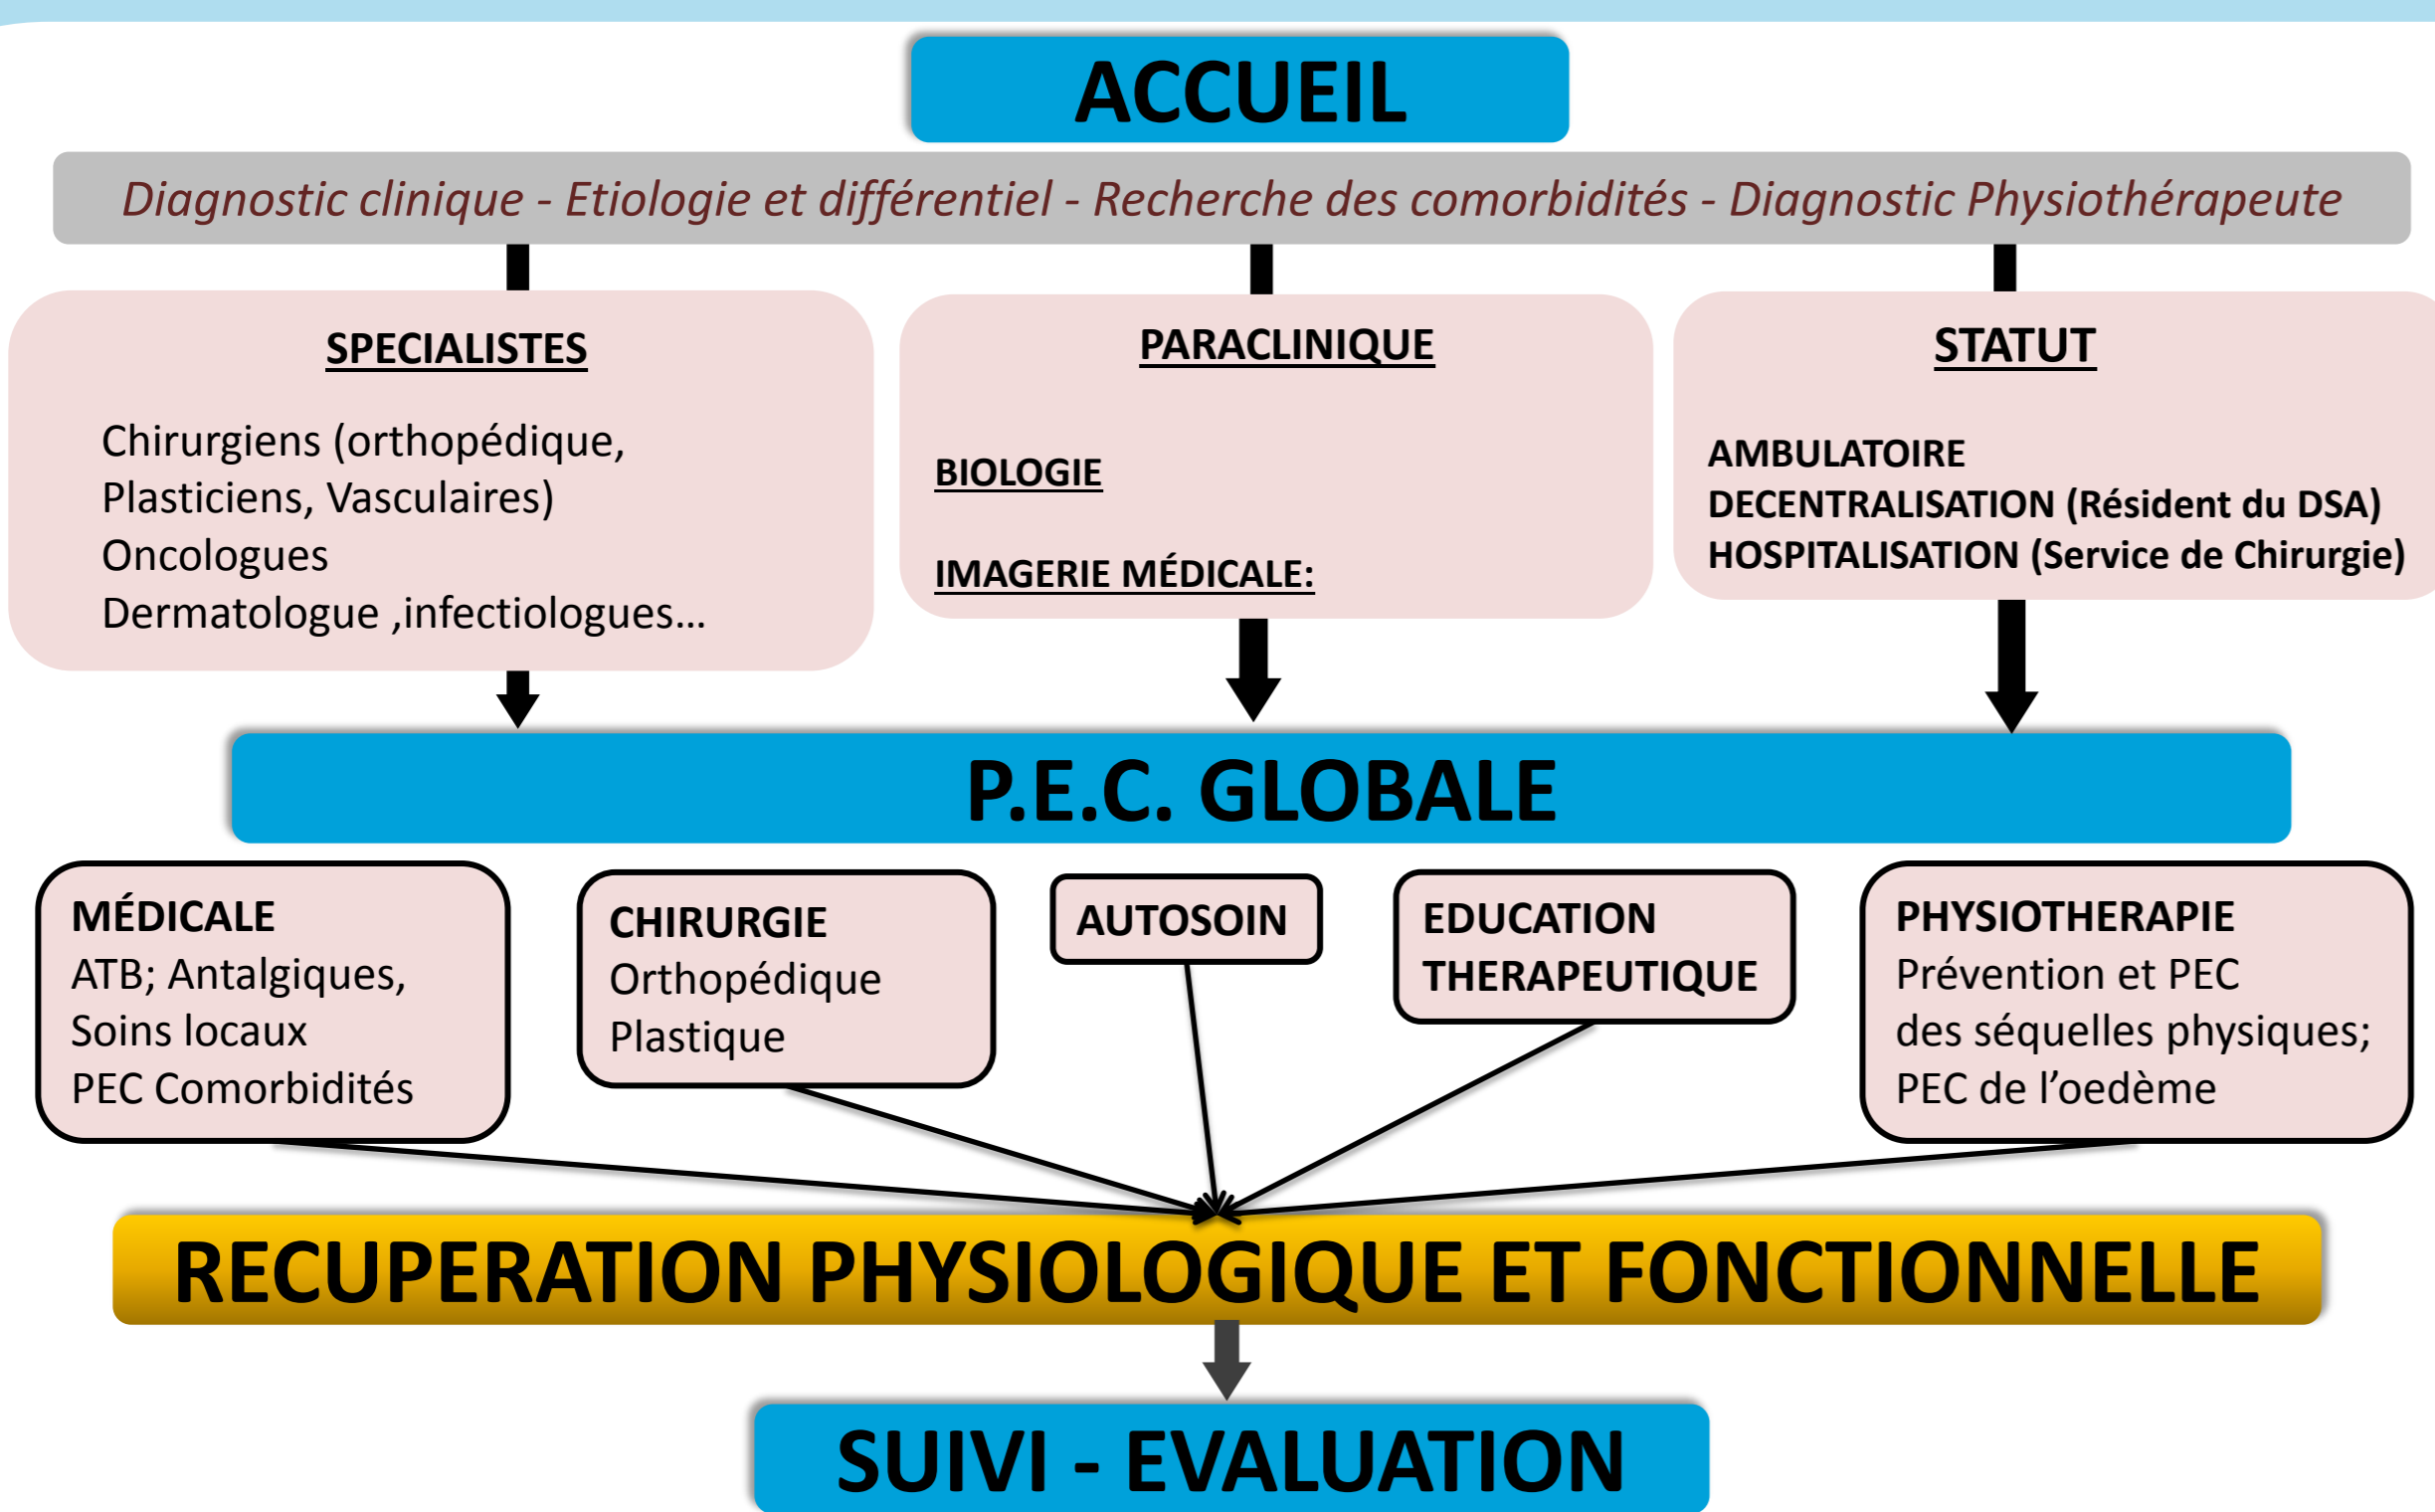 ACCUEIL
Diagnostic clinique - Etiologie et différentiel - Recherche des comorbidités - Diagnostic Physiothérapeute
SPECIALISTES
Chirurgiens (orthopédique,
Plasticiens, Vasculaires)
Oncologues
Dermatologue ,infectiologues...
PARACLINIQUE
BIOLOGIE
IMAGERIE MÉDICALE:
STATUT
AMBULATOIRE
DECENTRALISATION (Résident du DSA)
HOSPITALISATION (Service de Chirurgie)
P.E.C. GLOBALE
MÉDICALE
ATB; Antalgiques,
Soins locaux
PEC Comorbidités
CHIRURGIE
Orthopédique
Plastique
AUTOSOIN
EDUCATION
THERAPEUTIQUE
PHYSIOTHERAPIE
Prévention et PEC
des séquelles physiques;
PEC de l’oedème
RECUPERATION PHYSIOLOGIQUE ET FONCTIONNELLE
SUIVI - EVALUATION